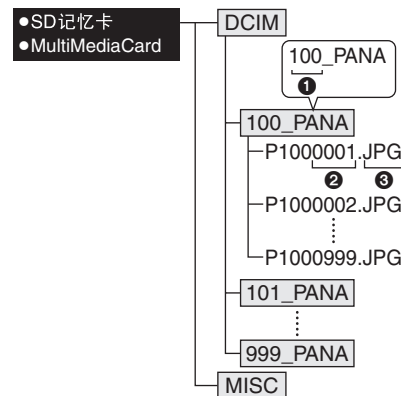 ●SD记忆卡
●MultiMediaCard
DCIM
100_PANA
❶
100_PANA
P1000001.JPG
❷ ❸
P1000002.JPG
P1000999.JPG
101_PANA
999_PANA
MISC